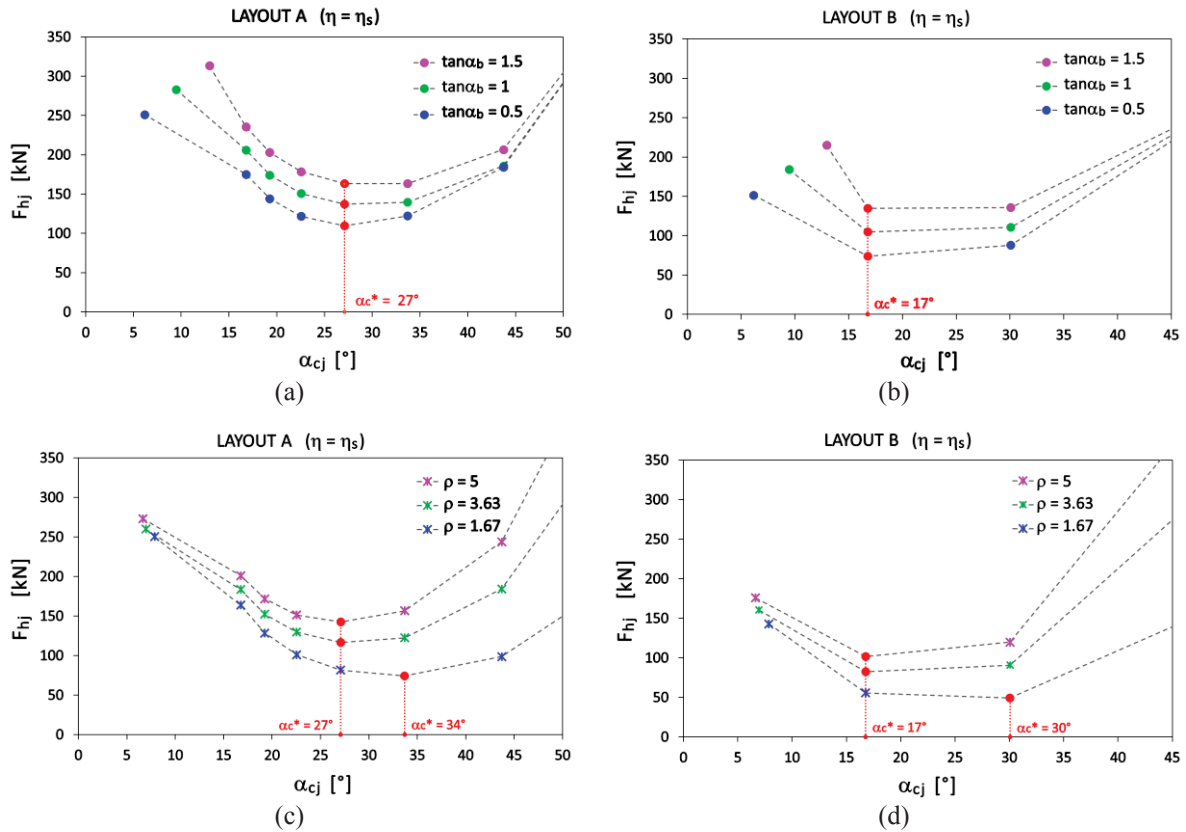 LAYOUT A (η = ηs)
350
300
250
200
150
100
50
0
Fhj [kN]
tanαb = 1.5
tanαb = 1
tanαb = 0.5
αc* = 27°
0 5 10 15 20 25 30 35 40 45 50
αcj [°]
(a)
LAYOUT B (η = ηs)
350
300
250
200
150
100
50
0
Fhj [kN]
tanαb = 1.5
tanαb = 1
tanαb = 0.5
αc* = 17°
0 5 10 15 20 25 30 35 40 45
αcj [°]
(b)
LAYOUT A (η = ηs)
350
300
250
200
150
100
50
0
Fhj [kN]
ρ = 5
ρ = 3.63
ρ = 1.67
αc* = 27° αc* = 34°
0 5 10 15 20 25 30 35 40 45 50
αcj [°]
(c)
LAYOUT B (η = ηs)
350
300
250
200
150
100
50
0
Fhj [kN]
ρ = 5
ρ = 3.63
ρ = 1.67
αc* = 17° αc* = 30°
0 5 10 15 20 25 30 35 40 45
αcj [°]
(d)